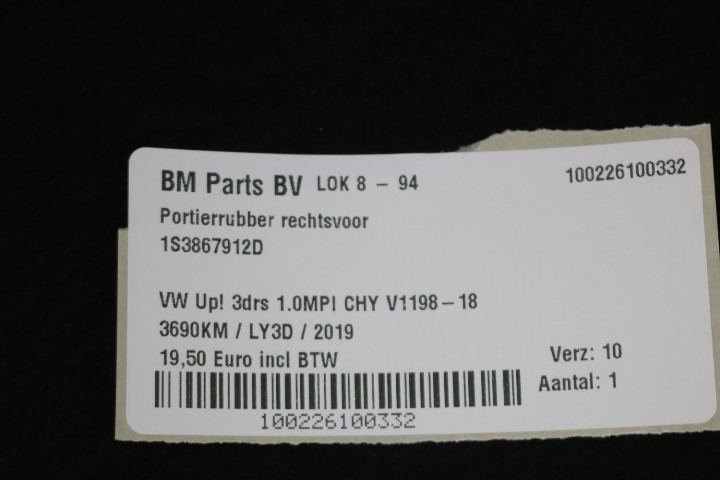 BM Parts BV LOK 8 - 94 100226100332
Portierrubber rechtsvoor
1S3867912D
VW Up! 3drs 1.0MPI CHY V1198-18
3690KM / LY3D / 2019
19,50 Euro incl BTW Verz: 10
Aantal: 1
100226100332